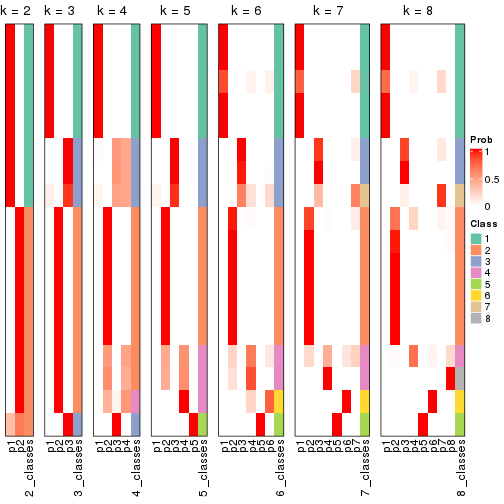 k = 2 k = 3 k = 4 k = 5 k = 6 k = 7 k = 8
Prob
1
0.5
0
Class
1
2
3
4
5
6
7
8
p1 p2 2_classes p1 p2 p3 3_classes p1 p2 p3 p4 4_classes p1 p2 p3 p4 p5 5_classes p1 p2 p3 p4 p5 p6 6_classes p1 p2 p3 p4 p5 p6 p7 7_classes p1 p2 p3 p4 p5 p6 p7 p8 8_classes